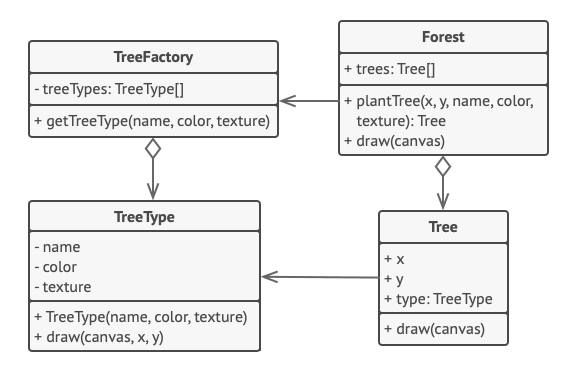 TreeFactory
- treeTypes: TreeType[]
+ getTreeType(name, color, texture)
Forest
+ trees: Tree[]
+ plantTree(x, y, name, color,
texture): Tree
+ draw(canvas)
TreeType
- name
- color
- texture
+ TreeType(name, color, texture)
+ draw(canvas, x, y)
Tree
+ x
+ y
+ type: TreeType
+ draw(canvas)